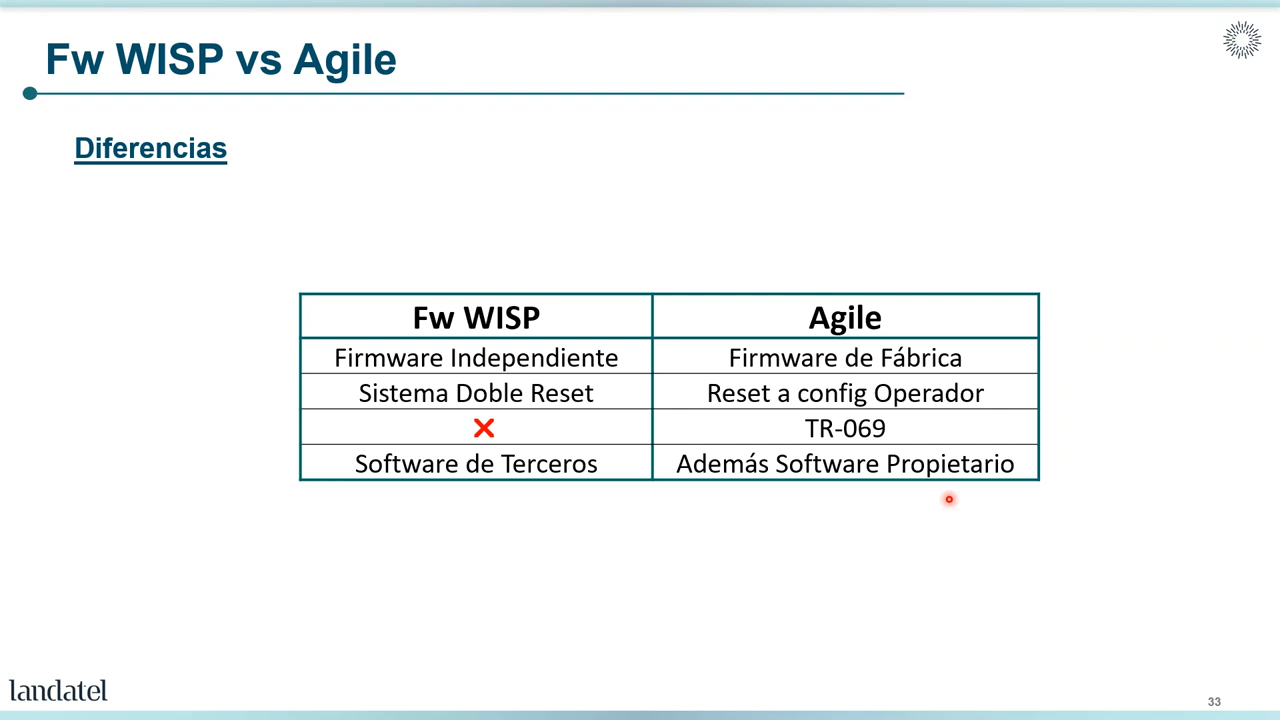 Fw WISP vs Agile
Diferencias
Fw WISP Agile
Firmware Independiente Firmware de Fábrica
Sistema Doble Reset Reset a config Operador
❌ TR-069
Software de Terceros Además Software Propietario
landatel
33